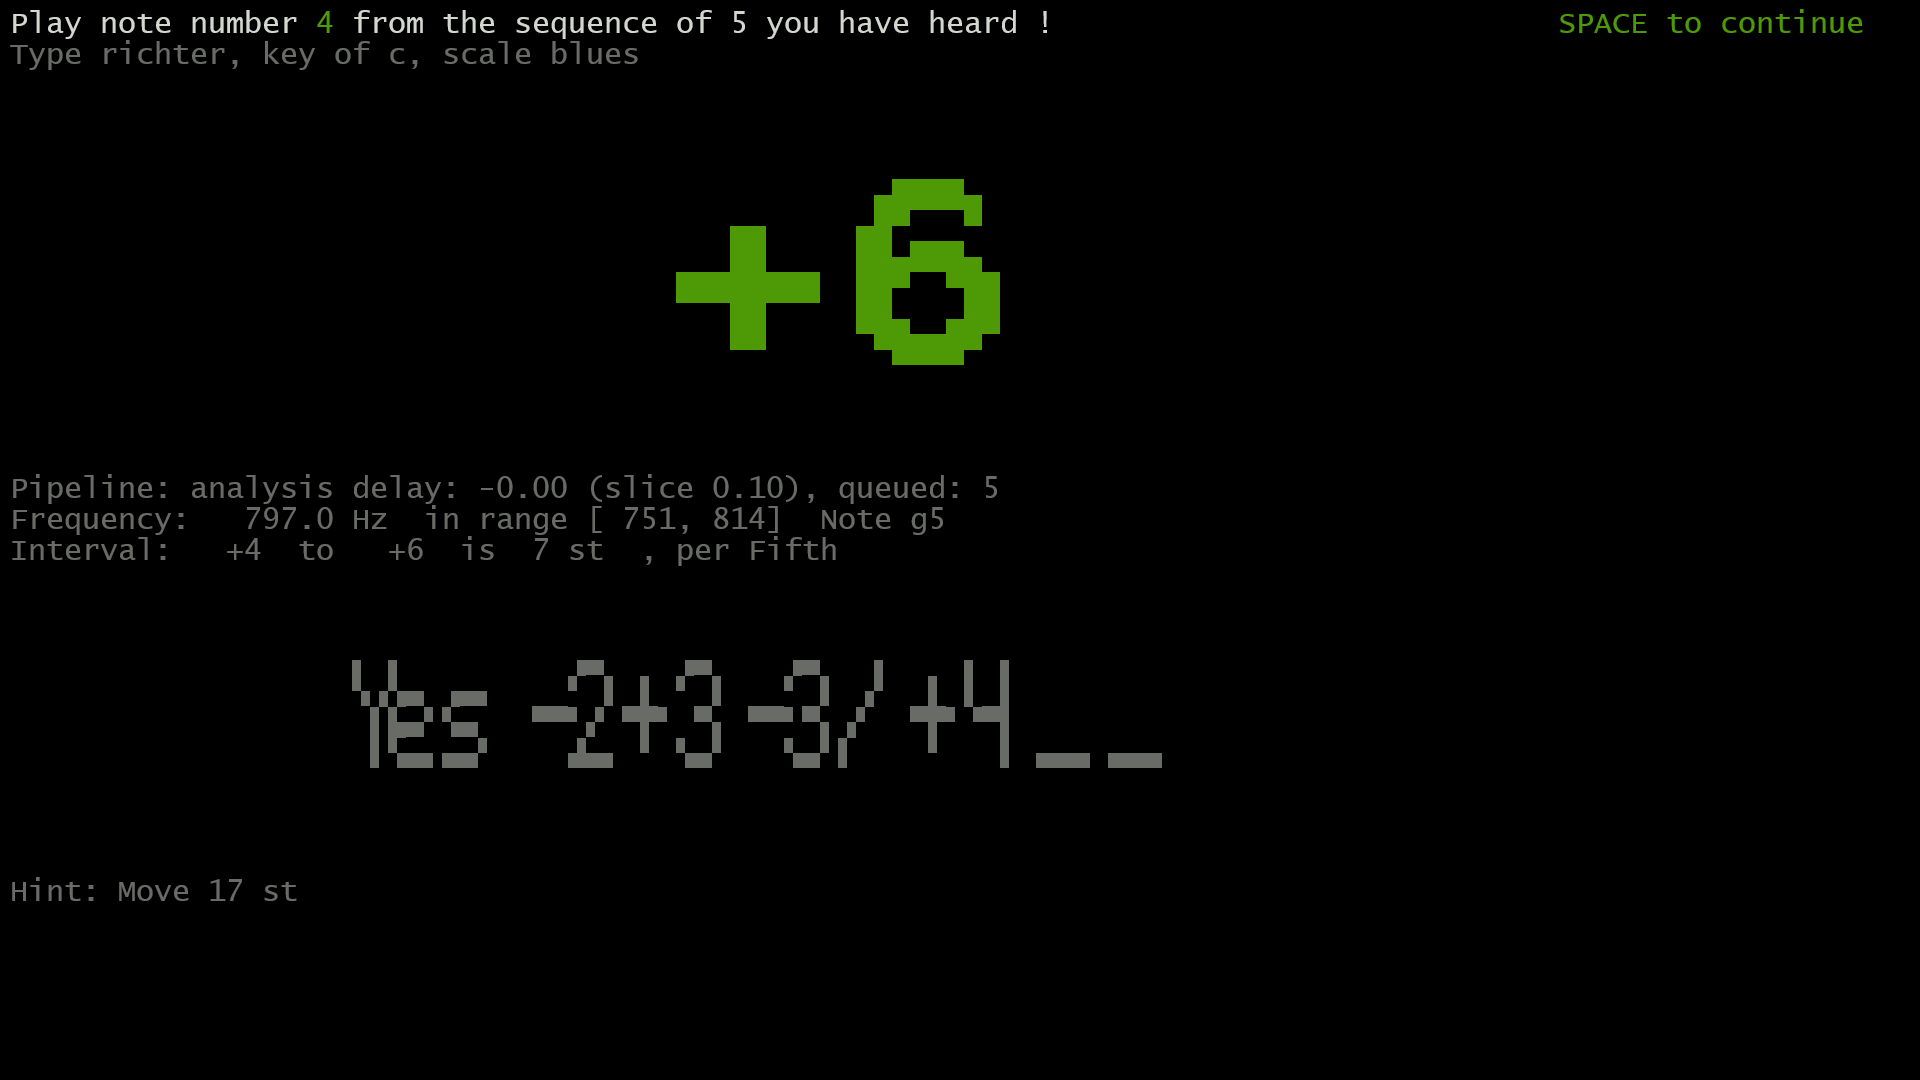 Play note number 4 from the sequence of 5 you have heard !
SPACE to continue
Type richter, key of c, scale blues
+6
Pipeline: analysis delay: -0.00 (slice 0.10), queued: 5
Frequency:   797.0 Hz  in range [ 751, 814]  Note g5
Interval:   +4  to   +6  is  7 st  , per Fifth
Yes -2+3 -3/ +4 _ _
Hint: Move 17 st